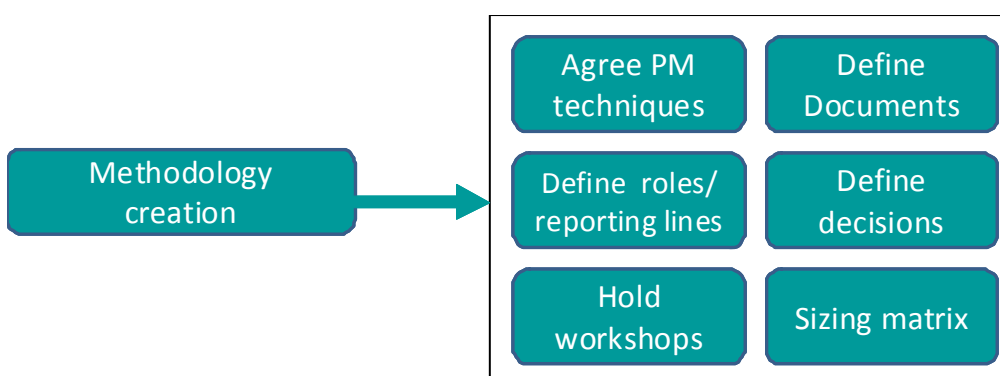 Methodology
creation
Agree PM
techniques
Define
Documents
Define roles/
reporting lines
Define
decisions
Hold
workshops
Sizing matrix